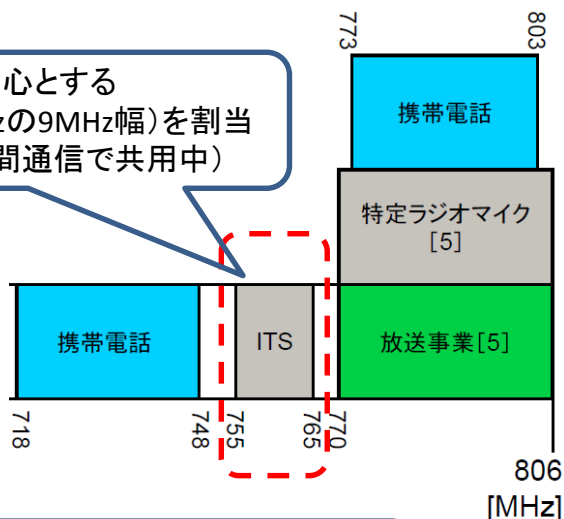 773
803
心とする
zの9MHz幅)を割当
間通信で共用中)
携帯電話
特定ラジオマイク
[5]
携帯電話
ITS
放送事業[5]
718
748
755
765
770
806
[MHz]